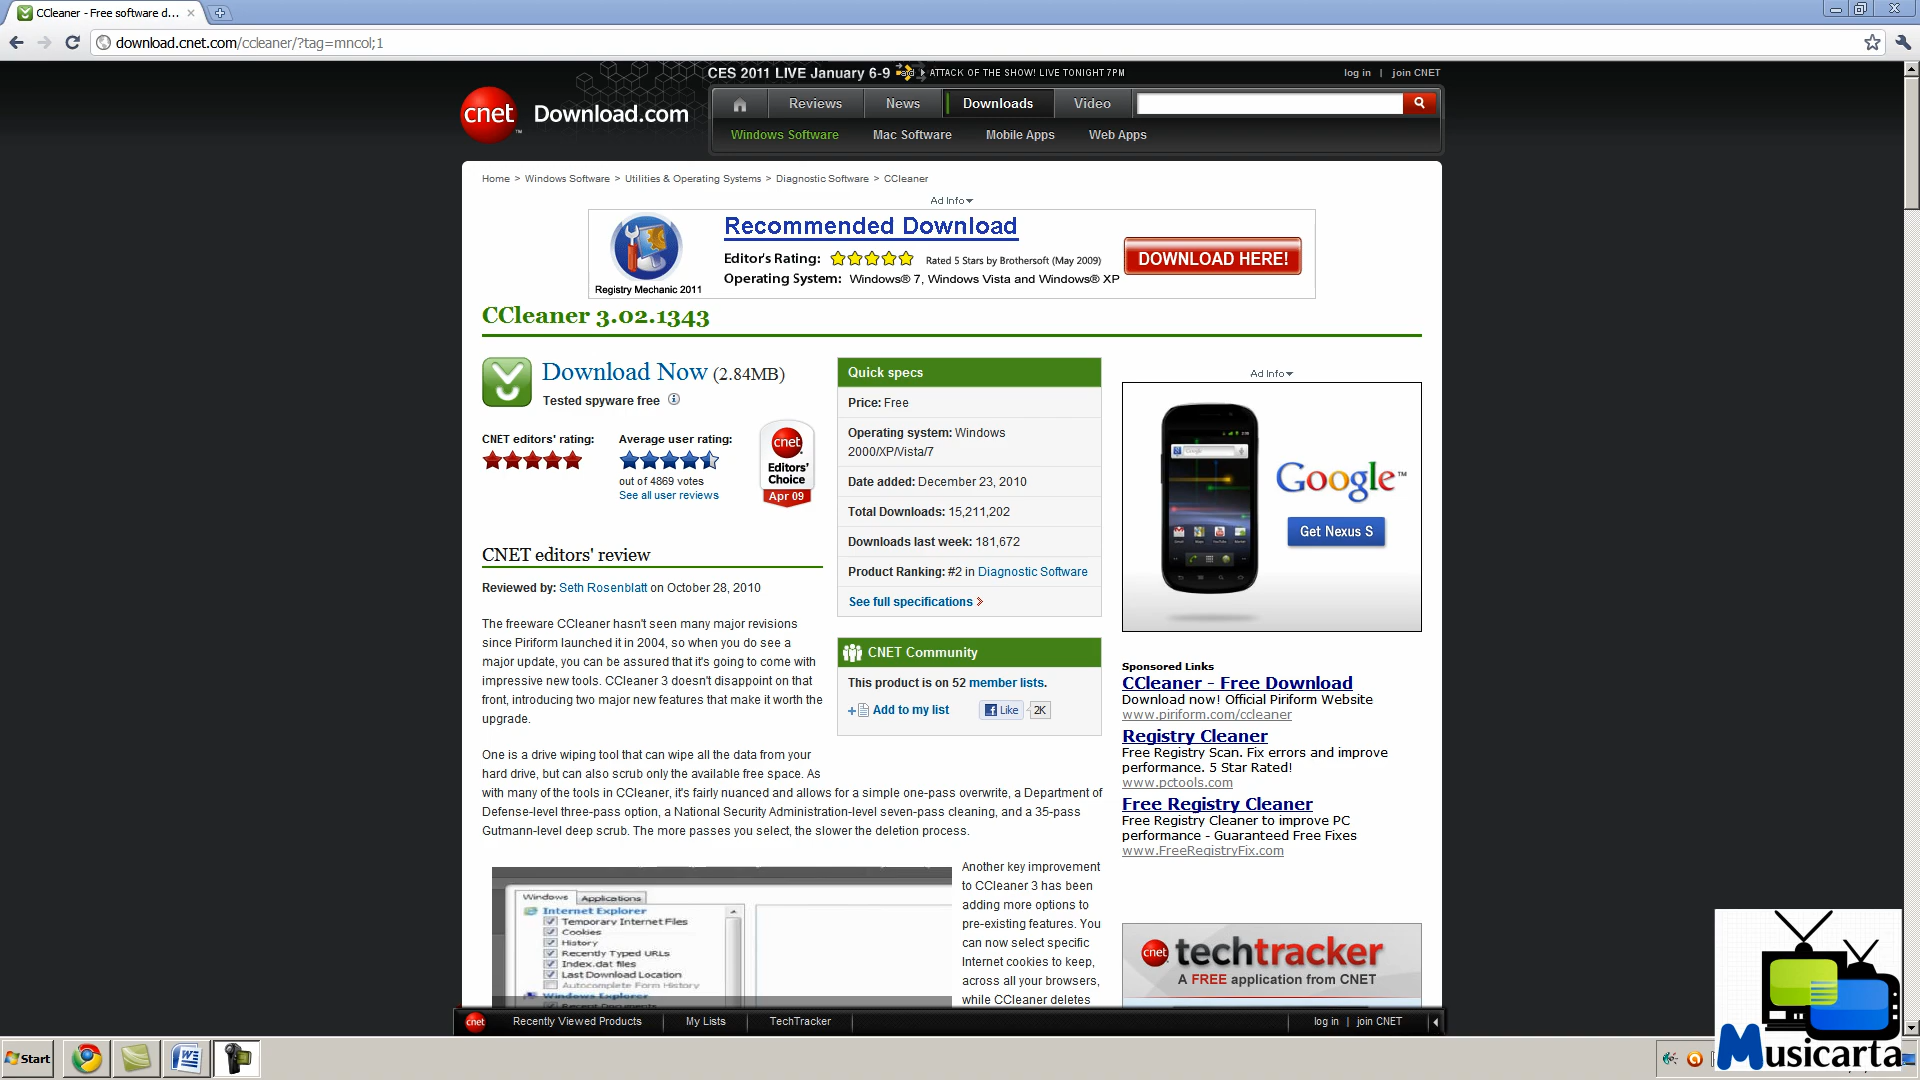 CCleaner - Free software d...
download.cnet.com/ccleaner/?tag=mncol;1
CES 2011 LIVE January 6-9
ATTACK OF THE SHOW! LIVE TONIGHT 7PM
log in | join CNET
cnet Download.com
Reviews News Downloads Video
Windows Software Mac Software Mobile Apps Web Apps
Home > Windows Software > Utilities & Operating Systems > Diagnostic Software > CCleaner
Ad Info
Recommended Download
Editor's Rating: Rated 5 Stars by Brothersoft (May 2009)
Operating System: Windows® 7, Windows Vista and Windows® XP
DOWNLOAD HERE!
Registry Mechanic 2011
CCleaner 3.02.1343
Download Now (2.84MB)
Tested spyware free
CNET editors' rating:
Average user rating:
out of 4869 votes
See all user reviews
cnet
Editors'
Choice
Apr 09
CNET editors' review
Reviewed by: Seth Rosenblatt on October 28, 2010
The freeware CCleaner hasn't seen many major revisions
since Piriform launched it in 2004, so when you do see a
major update, you can be assured that it's going to come with
impressive new tools. CCleaner 3 doesn't disappoint on that
front, introducing two major new features that make it worth the
upgrade.
One is a drive wiping tool that can wipe all the data from your
hard drive, but can also scrub only the available free space. As
with many of the tools in CCleaner, it's fairly nuanced and allows for a simple one-pass overwrite, a Department of
Defense-level three-pass option, a National Security Administration-level seven-pass cleaning, and a 35-pass
Gutmann-level deep scrub. The more passes you select, the slower the deletion process.
Quick specs
Price: Free
Operating system: Windows
2000/XP/Vista/7
Date added: December 23, 2010
Total Downloads: 15,211,202
Downloads last week: 181,672
Product Ranking: #2 in Diagnostic Software
See full specifications
CNET Community
This product is on 52 member lists.
Add to my list
Like 2K
Another key improvement
to CCleaner 3 has been
adding more options to
pre-existing features. You
can now select specific
Internet cookies to keep,
across all your browsers,
while CCleaner deletes
Windows Applications
Internet Explorer
Temporary Internet Files
Cookies
History
Recently Typed URLs
Index.dat files
Last Download Location
Autocomplete Form History
Windows Explorer
Recent Documents
Ad Info
Google™
Get Nexus S
Sponsored Links
CCleaner - Free Download
Download now! Official Piriform Website
www.piriform.com/ccleaner
Registry Cleaner
Free Registry Scan. Fix errors and improve
performance. 5 Star Rated!
www.pctools.com
Free Registry Cleaner
Free Registry Cleaner to improve PC
performance - Guaranteed Free Fixes
www.FreeRegistryFix.com
cnet techtracker
A FREE application from CNET
cnet Recently Viewed Products My Lists TechTracker
log in | join CNET
Start
Musicarta